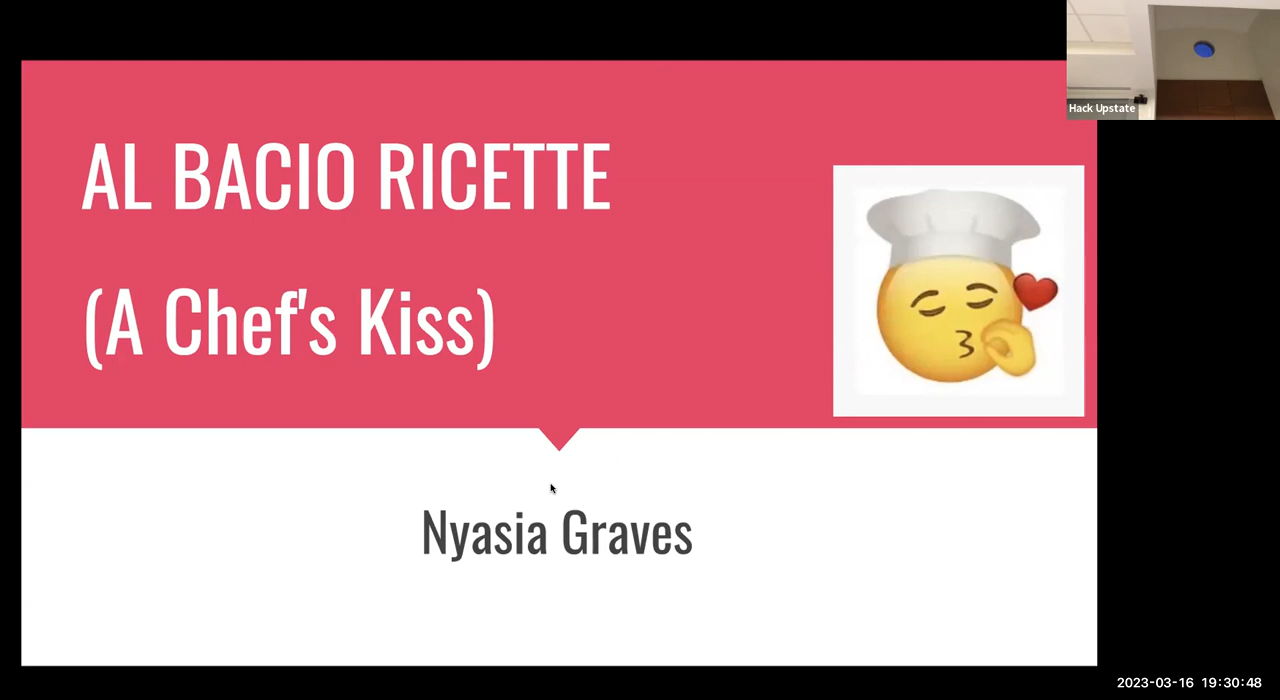 Hack Upstate
AL BACIO RICETTE
(A Chef's Kiss)
Nyasia Graves
2023-03-16 19:30:48